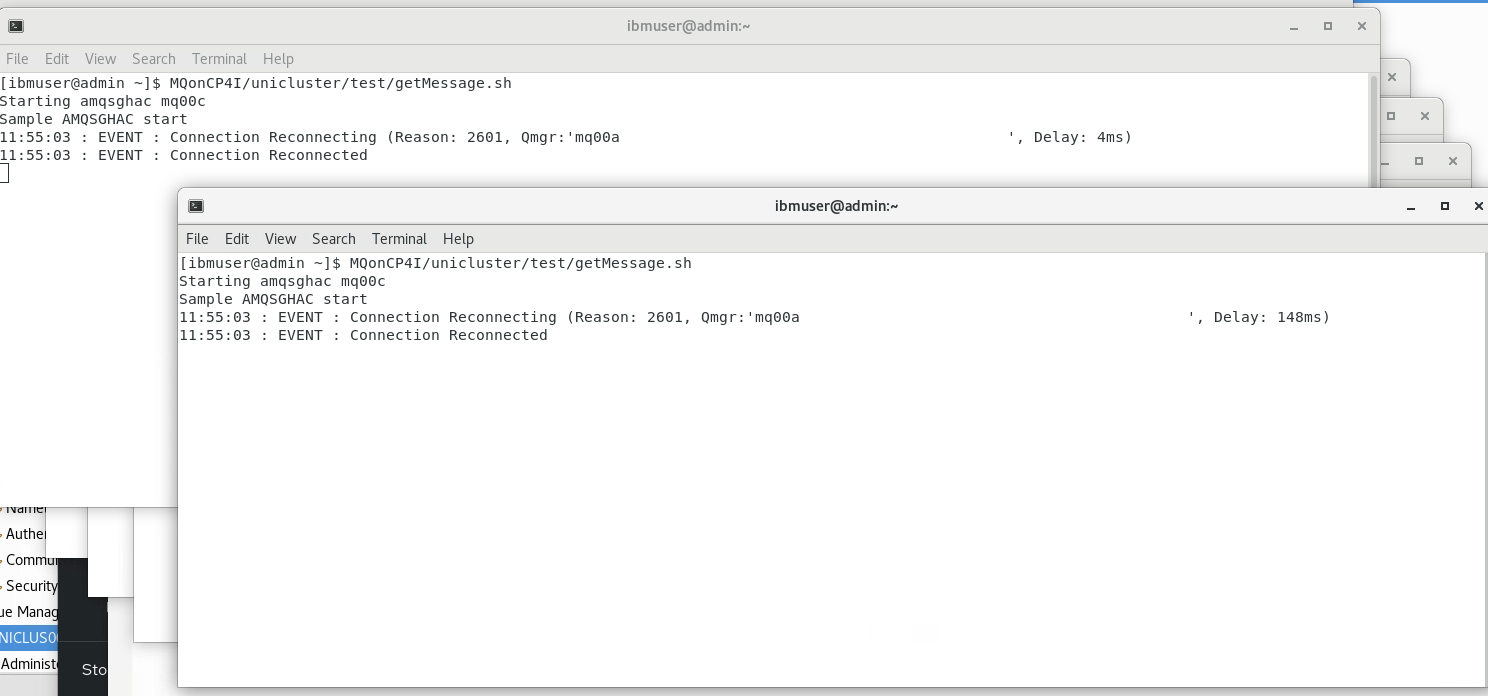 ibmuser@admin:~
File Edit View Search Terminal Help
[ibmuser@admin ~]$ MQonCP4I/unicluster/test/getMessage.sh
Starting amqsghac mq00c
Sample AMQSGHAC start
11:55:03 : EVENT : Connection Reconnecting (Reason: 2601, Qmgr:'mq00a                                           ', Delay: 4ms)
11:55:03 : EVENT : Connection Reconnected
ibmuser@admin:~
File Edit View Search Terminal Help
[ibmuser@admin ~]$ MQonCP4I/unicluster/test/getMessage.sh
Starting amqsghac mq00c
Sample AMQSGHAC start
11:55:03 : EVENT : Connection Reconnecting (Reason: 2601, Qmgr:'mq00a                                           ', Delay: 148ms)
11:55:03 : EVENT : Connection Reconnected
Authen
Commu
Security
ue Manag
NICLUS0
Administ
Sto